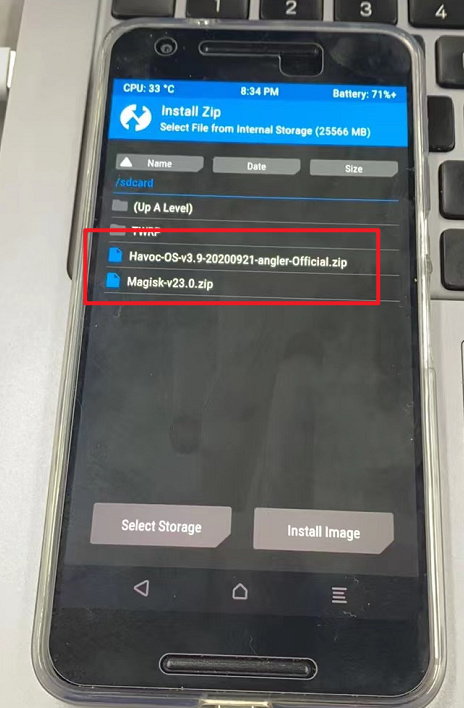 1
2
3
4
CPU: 33 °C 8:34 PM Battery: 71%+
Install Zip
Select File from Internal Storage (25566 MB)
Name Date Size
/sdcard
(Up A Level)
TWRP
Havoc-OS-v3.9-20200921-angler-Official.zip
Magisk-v23.0.zip
Select Storage Install Image